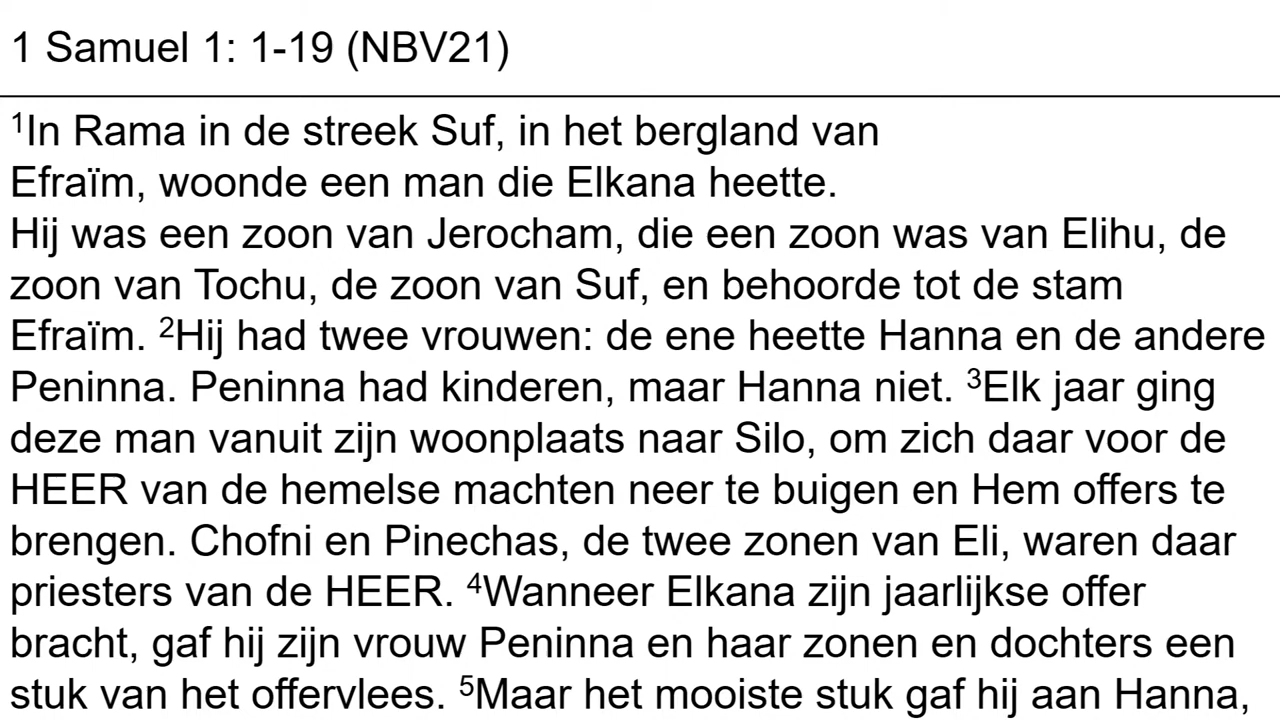 1 Samuel 1: 1-19 (NBV21)
¹In Rama in de streek Suf, in het bergland van
Efraïm, woonde een man die Elkana heette.
Hij was een zoon van Jerocham, die een zoon was van Elihu, de
zoon van Tochu, de zoon van Suf, en behoorde tot de stam
Efraïm. ²Hij had twee vrouwen: de ene heette Hanna en de andere
Peninna. Peninna had kinderen, maar Hanna niet. ³Elk jaar ging
deze man vanuit zijn woonplaats naar Silo, om zich daar voor de
HEER van de hemelse machten neer te buigen en Hem offers te
brengen. Chofni en Pinechas, de twee zonen van Eli, waren daar
priesters van de HEER. ⁴Wanneer Elkana zijn jaarlijkse offer
bracht, gaf hij zijn vrouw Peninna en haar zonen en dochters een
stuk van het offervlees. ⁵Maar het mooiste stuk gaf hij aan Hanna,